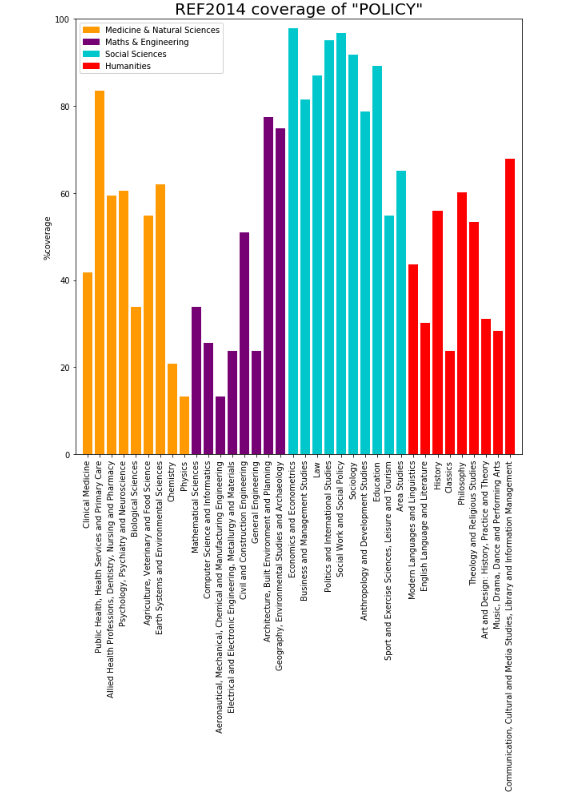 REF2014 coverage of "POLICY"
Medicine & Natural Sciences
Maths & Engineering
Social Sciences
Humanities
%coverage
100
80
60
40
20
0
Clinical Medicine
Public Health, Health Services and Primary Care
Allied Health Professions, Dentistry, Nursing and Pharmacy
Psychology, Psychiatry and Neuroscience
Biological Sciences
Agriculture, Veterinary and Food Science
Earth Systems and Environmental Sciences
Chemistry
Physics
Mathematical Sciences
Computer Science and Informatics
Aeronautical, Mechanical, Chemical and Manufacturing Engineering
Electrical and Electronic Engineering, Metallurgy and Materials
Civil and Construction Engineering
General Engineering
Architecture, Built Environment and Planning
Geography, Environmental Studies and Archaeology
Economics and Econometrics
Business and Management Studies
Law
Politics and International Studies
Social Work and Social Policy
Sociology
Anthropology and Development Studies
Education
Sport and Exercise Sciences, Leisure and Tourism
Area Studies
Modern Languages and Linguistics
English Language and Literature
History
Classics
Philosophy
Theology and Religious Studies
Art and Design: History, Practice and Theory
Music, Drama, Dance and Performing Arts
Communication, Cultural and Media Studies, Library and Information Management